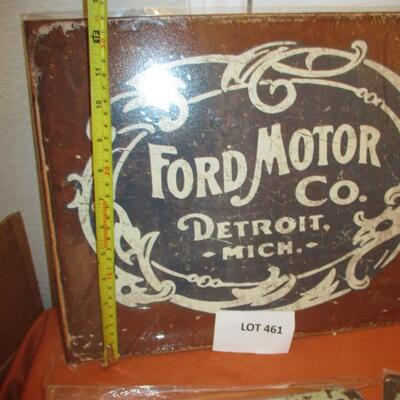 FORD MOTOR
CO.
DETROIT,
-MICH.-
LOT 461